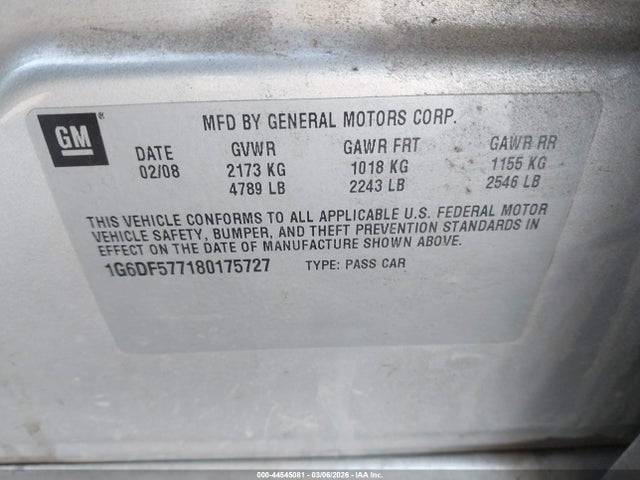 GM
®
MFD BY GENERAL MOTORS CORP.
DATE GVWR GAWR FRT GAWR RR
02/08 2173 KG 1018 KG 1155 KG
4789 LB 2243 LB 2546 LB
THIS VEHICLE CONFORMS TO ALL APPLICABLE U.S. FEDERAL MOTOR
VEHICLE SAFETY, BUMPER, AND THEFT PREVENTION STANDARDS IN
EFFECT ON THE DATE OF MANUFACTURE SHOWN ABOVE.
1G6DF577180175727 TYPE: PASS CAR
000-44545081 | 03/06/2026 - IAA Inc.